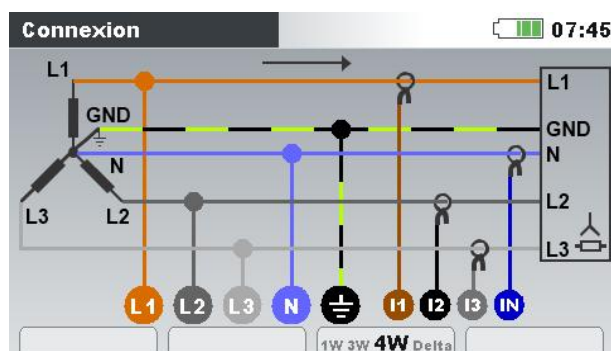 Connexion 07:45
L1 L1
GND GND
N N
L3 L2 L2
L3
L1 L2 L3 N I1 I2 I3 IN
1W 3W 4W Delta